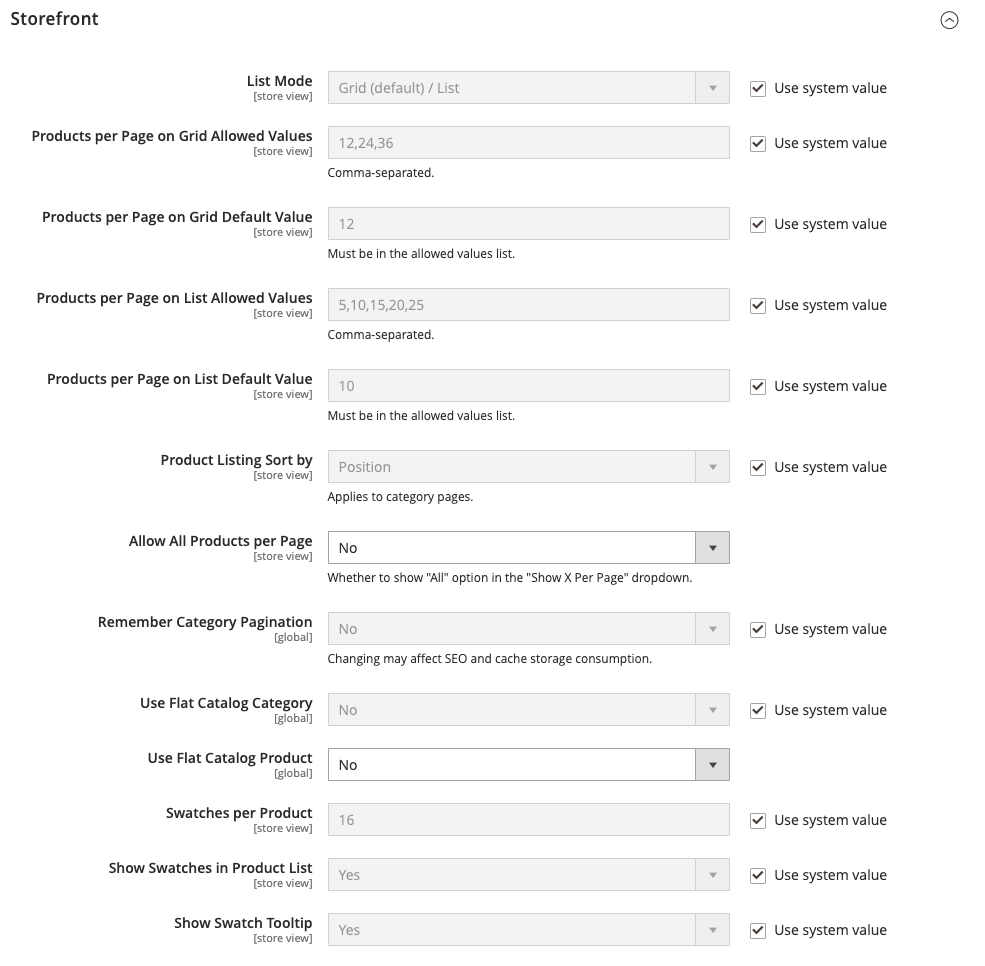 Storefront
List Mode
[store view]
Grid (default) / List
Use system value
Products per Page on Grid Allowed Values
[store view]
12,24,36
Use system value
Comma-separated.
Products per Page on Grid Default Value
[store view]
12
Use system value
Must be in the allowed values list.
Products per Page on List Allowed Values
[store view]
5,10,15,20,25
Use system value
Comma-separated.
Products per Page on List Default Value
[store view]
10
Use system value
Must be in the allowed values list.
Product Listing Sort by
[store view]
Position
Use system value
Applies to category pages.
Allow All Products per Page
[store view]
No
Whether to show "All" option in the "Show X Per Page" dropdown.
Remember Category Pagination
[global]
No
Use system value
Changing may affect SEO and cache storage consumption.
Use Flat Catalog Category
[global]
No
Use system value
Use Flat Catalog Product
[global]
No
Swatches per Product
[store view]
16
Use system value
Show Swatches in Product List
[store view]
Yes
Use system value
Show Swatch Tooltip
[store view]
Yes
Use system value